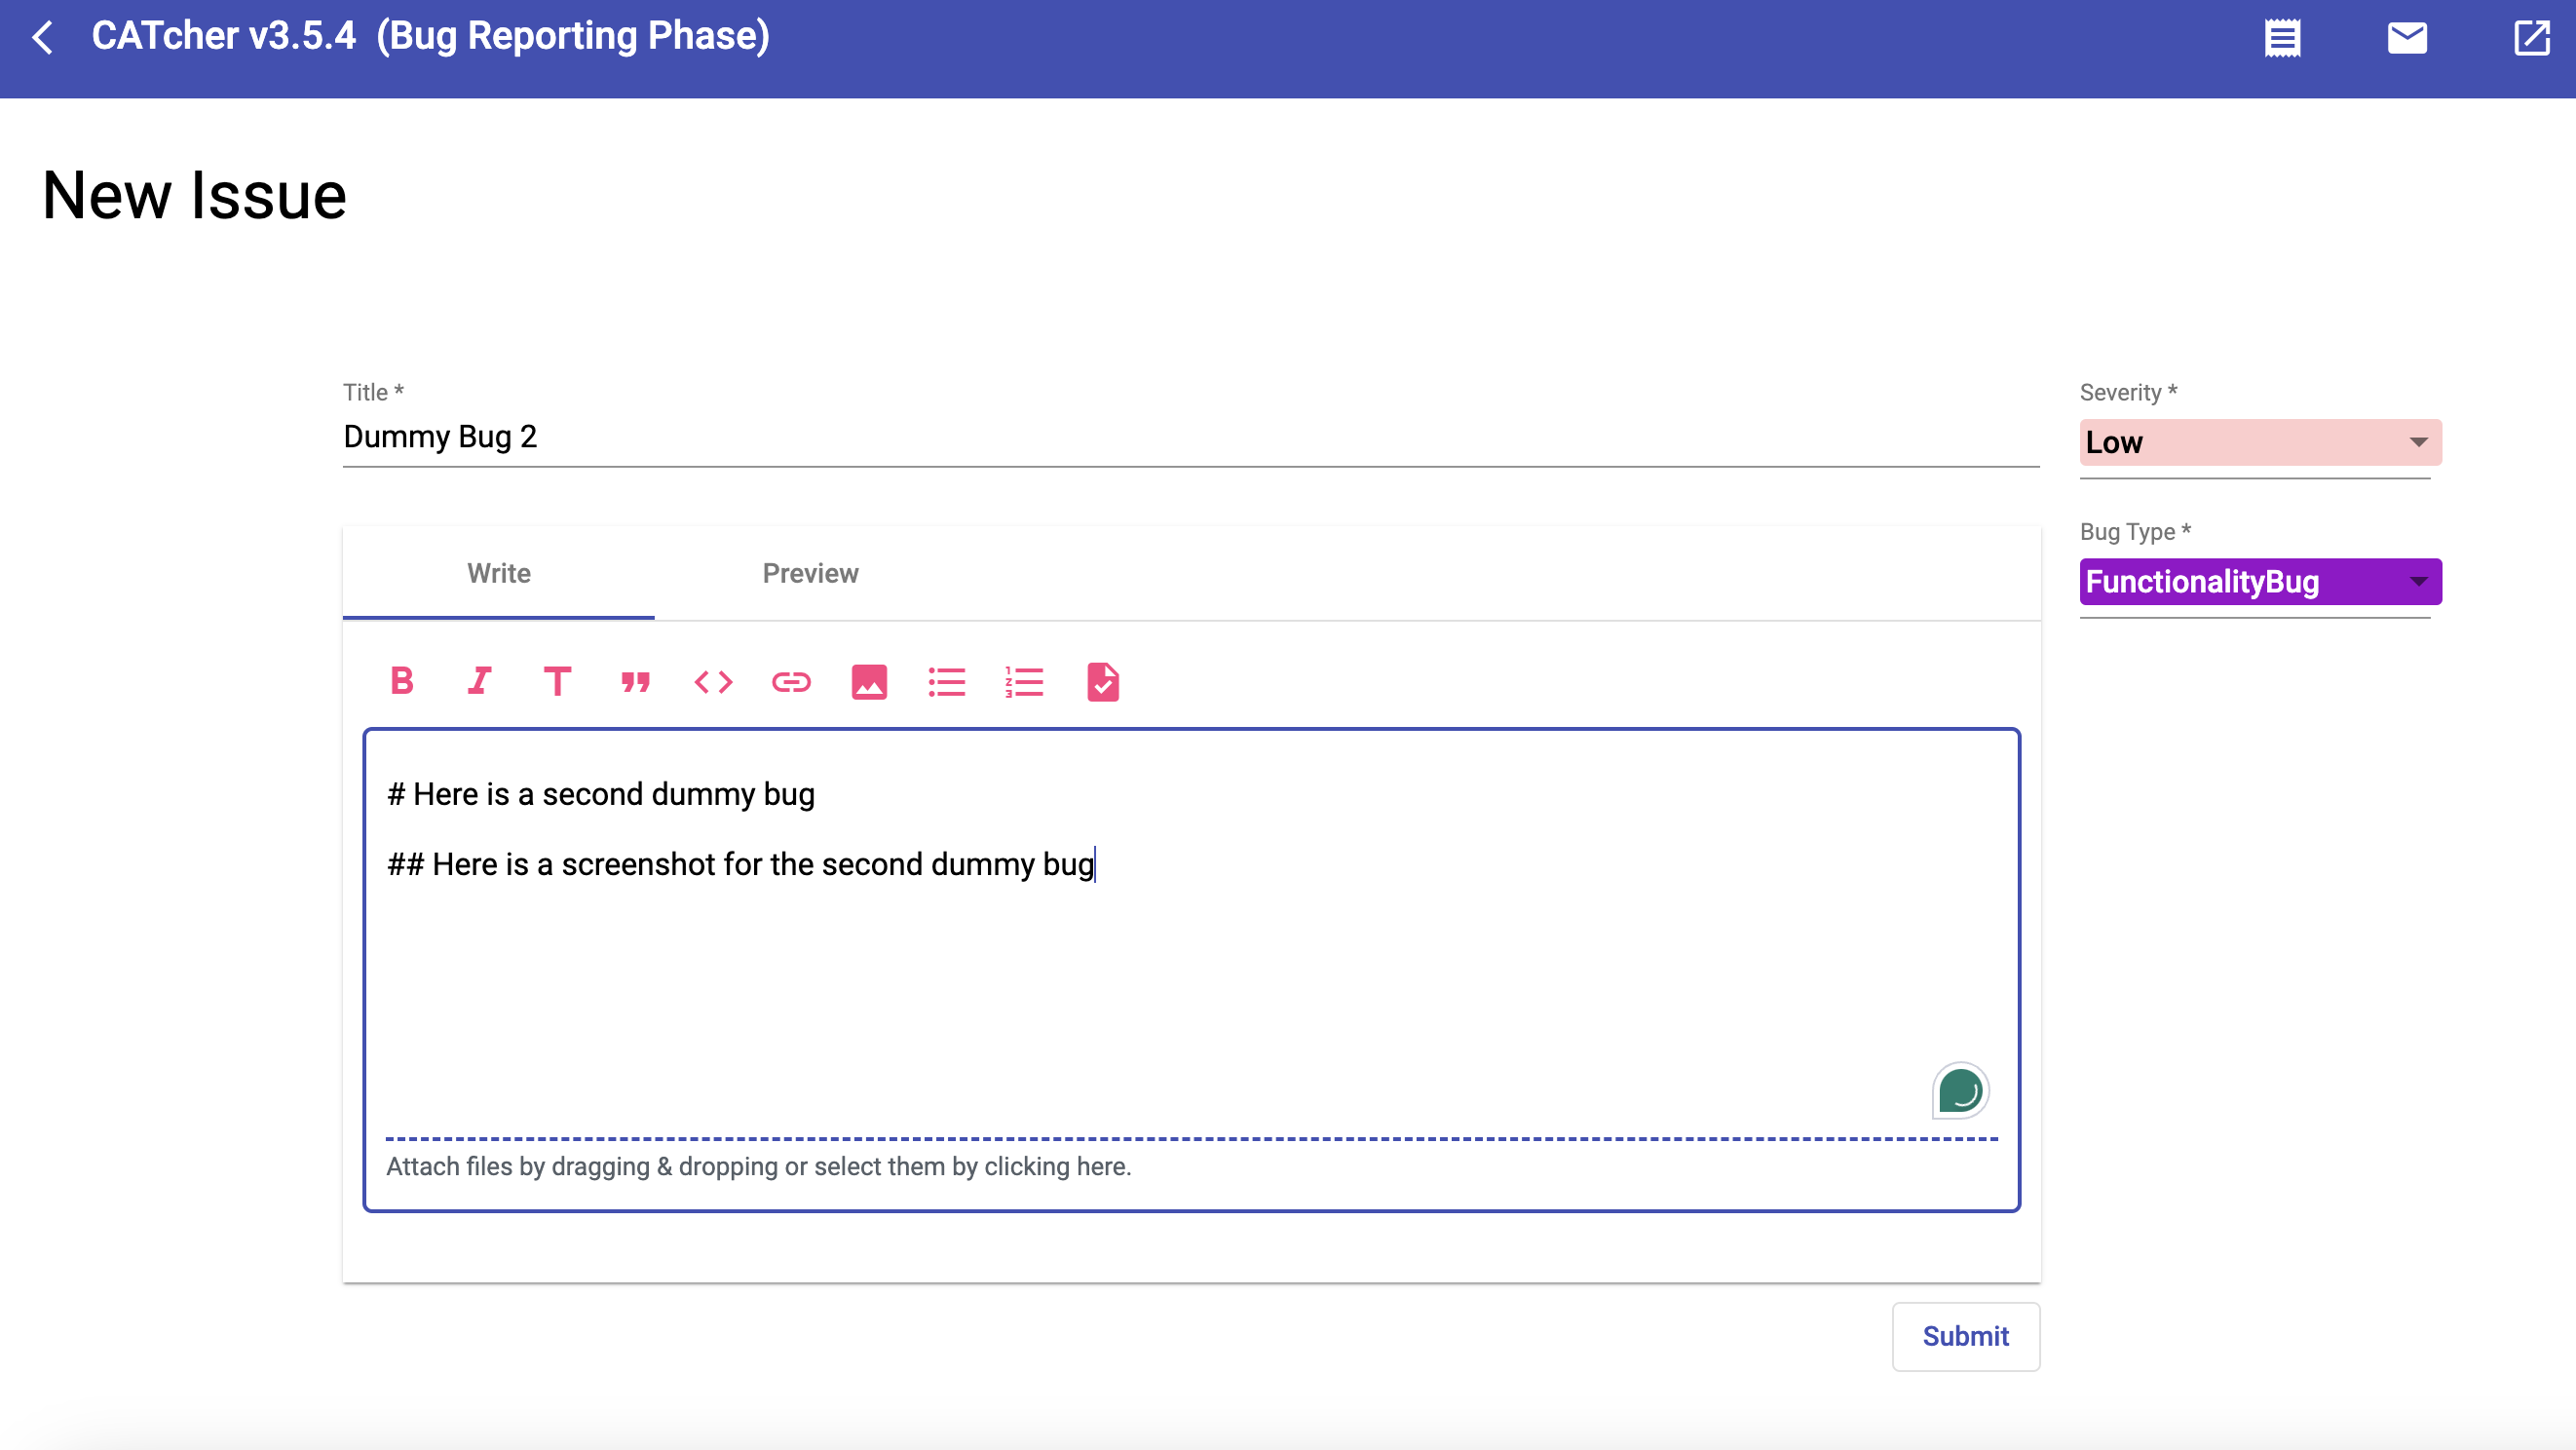 CATcher v3.5.4 (Bug Reporting Phase)
New Issue
Title *
Dummy Bug 2
Severity *
Low
Bug Type *
FunctionalityBug
Write Preview
# Here is a second dummy bug
## Here is a screenshot for the second dummy bug
Attach files by dragging & dropping or select them by clicking here.
Submit